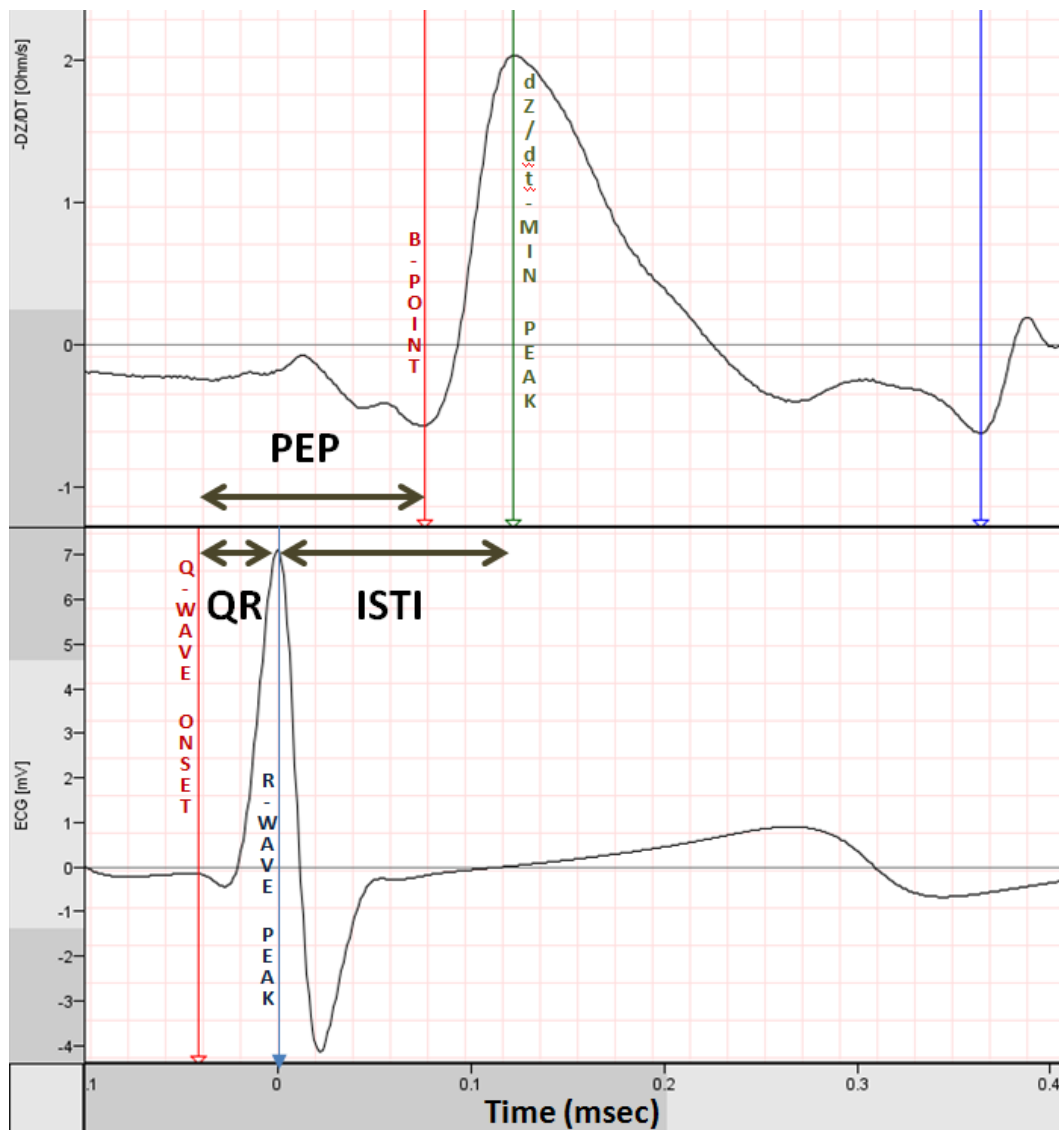 -DZ/DT [Ohm/s]
2
1
0
-1
B-POINT
dZ/dt-MIN PEAK
PEP
ECG [mV]
7
6
5
4
3
2
1
0
-1
-2
-3
-4
Q-WAVE ONSET
QR
R-WAVE PEAK
ISTI
.1
0
0.1
0.2
0.3
0.4
Time (msec)